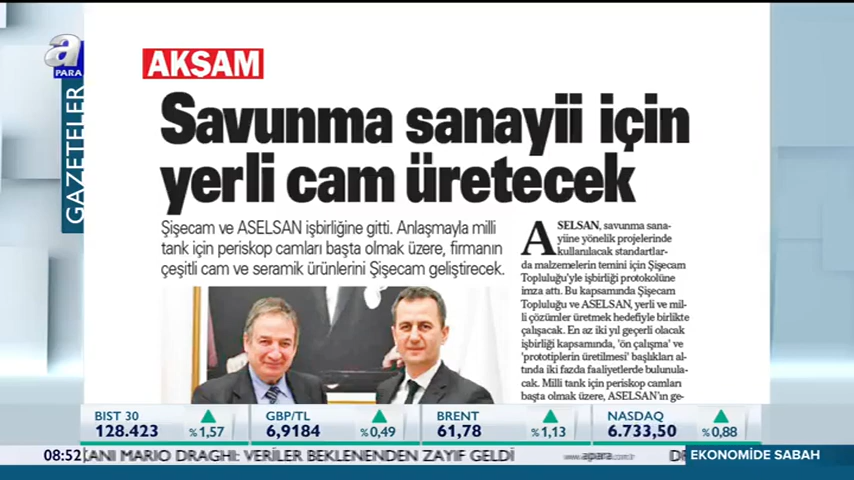 a
PARA
GAZETELER
AKŞAM
Savunma sanayii için
yerli cam üretecek
Şişecam ve ASELSAN işbirliğine gitti. Anlaşmayla milli
tank için periskop camları başta olmak üzere, firmanın
çeşitli cam ve seramik ürünlerini Şişecam geliştirecek.
ASELSAN, savunma sana-
yiine yönelik projelerinde
kullanılacak standartlar-
da malzemelerin temini için Şişecam
Topluluğu'yla işbirliği protokolüne
imza attı. Bu kapsamında Şişecam
Topluluğu ve ASELSAN, yerli ve mil-
li çözümler üretmek hedefiyle birlikte
çalışacak. En az iki yıl geçerli olacak
işbirliği kapsamında, 'ön çalışma' ve
'prototiplerin üretilmesi' başlıkları al-
tında iki fazda faaliyetlerde bulunula-
cak. Milli tank için periskop camları
başta olmak üzere, ASELSAN'ın ge-
BIST 30
128.423
%1,57
GBP/TL
6,9184
%0,49
BRENT
61,78
%1,13
NASDAQ
6.733,50
%0,88
08:52
KANI MARIO DRAGHI: VERİLER BEKLENENDEN ZAYIF GELDİ
www.apara.com.tr
DE
EKONOMİDE SABAH